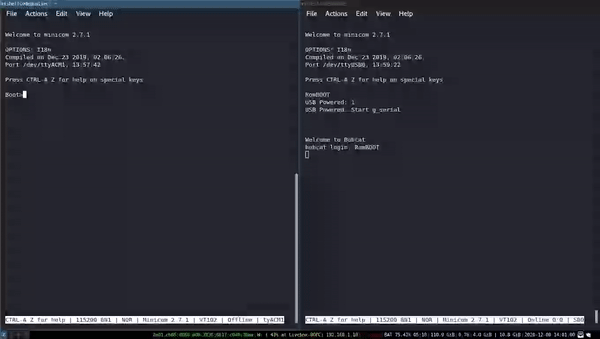 File Actions Edit View Help
Welcome to minicom 2.7.1
OPTIONS: I18n
Compiled on Dec 23 2019, 02:06:26.
Port /dev/ttyACM1, 13:57:42
Press CTRL-A Z for help on special keys
Boot>
CTRL-A Z for help | 115200 8N1 | NOR | Minicom 2.7.1 | VT102 | Offline | tyACM1
File Actions Edit View Help
Welcome to minicom 2.7.1
OPTIONS: I18n
Compiled on Dec 23 2019, 02:06:26.
Port /dev/ttyUSB0, 13:59:22
Press CTRL-A Z for help on special keys
RomBOOT
USB Powered: 1
USB Powered. Start g_serial
Welcome to Bobcat
bobcat login: RomBOOT
CTRL-A Z for help | 115200 8N1 | NOR | Minicom 2.7.1 | VT102 | Online 0:0 | SB0